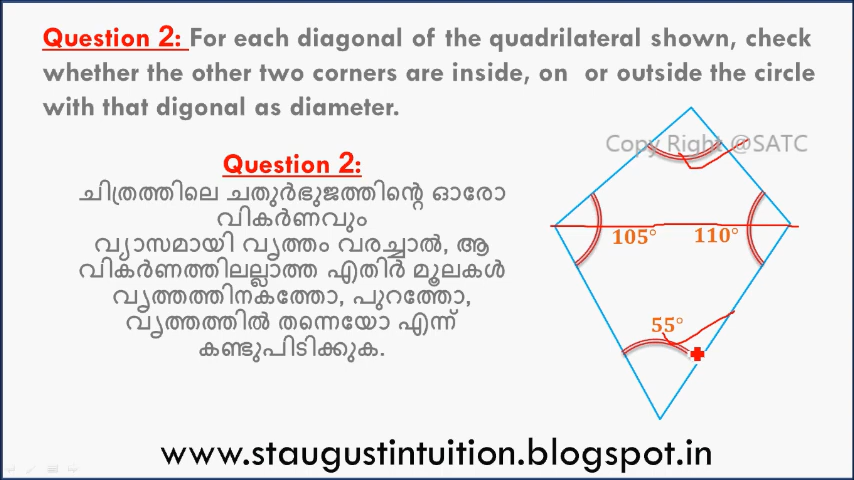 Question 2: For each diagonal of the quadrilateral shown, check
whether the other two corners are inside, on or outside the circle
with that digonal as diameter.
Copy Right @SATC
Question 2:
ചിത്രത്തിലെ ചതുർഭുജത്തിന്റെ ഓരോ
വികർണവും
വ്യാസമായി വൃത്തം വരച്ചാൽ, ആ
വികർണത്തിലല്ലാത്ത എതിർ മൂലകൾ
വൃത്തത്തിനകത്തോ, പുറത്തോ,
വൃത്തത്തിൽ തന്നെയോ എന്ന്
കണ്ടുപിടിക്കുക.
105° 110°
55°
www.staugustintuition.blogspot.in